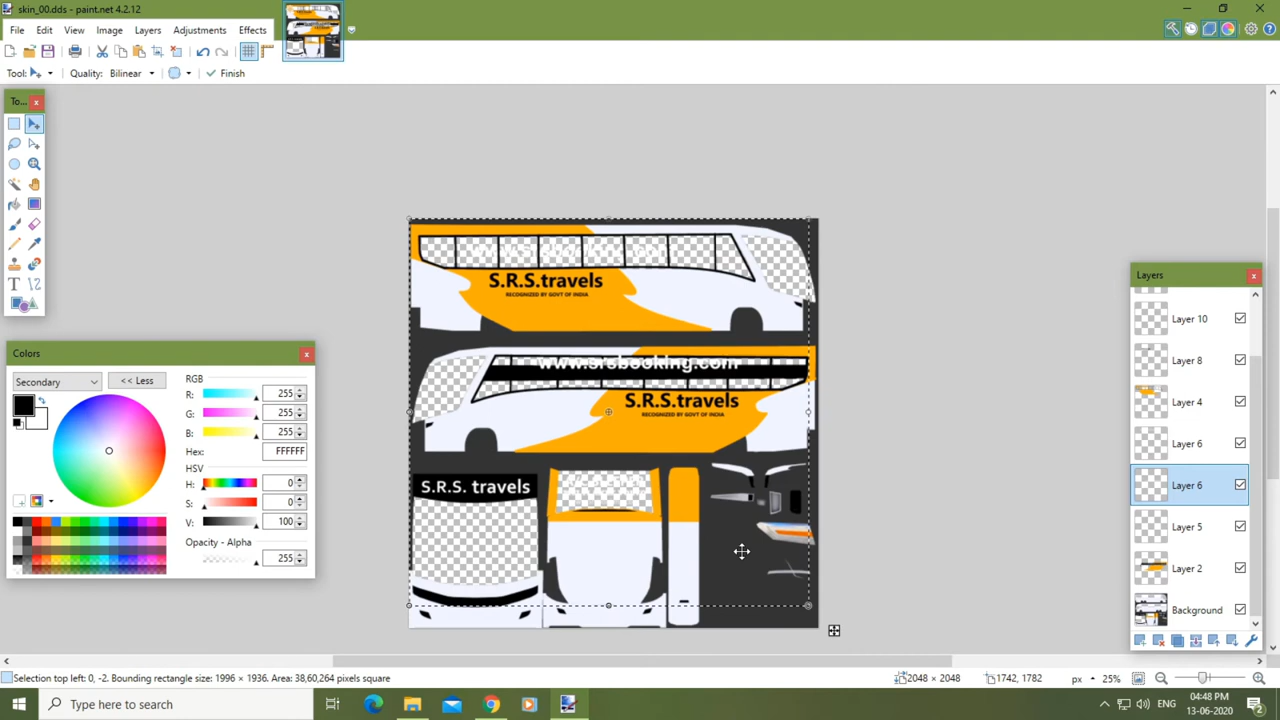 skin_00.dds - paint.net 4.2.12
File Edit View Image Layers Adjustments Effects
Tool: Quality: Bilinear Finish
To...
Colors
Secondary << Less
RGB
R: 255
G: 255
B: 255
Hex: FFFFFF
HSV
H: 0
S: 0
V: 100
Opacity - Alpha
255
S.R.S.travels
RECOGNIZED BY GOVT OF INDIA
www.srsbooking.com
S.R.S.travels
RECOGNIZED BY GOVT OF INDIA
S.R.S. travels
Layers
Layer 10
Layer 8
Layer 4
Layer 6
Layer 6
Layer 5
Layer 2
Background
Selection top left: 0, -2. Bounding rectangle size: 1996 × 1936. Area: 38,60,264 pixels square
2048 × 2048 1742, 1782 px 25%
Type here to search
ENG 04:48 PM
13-06-2020
2